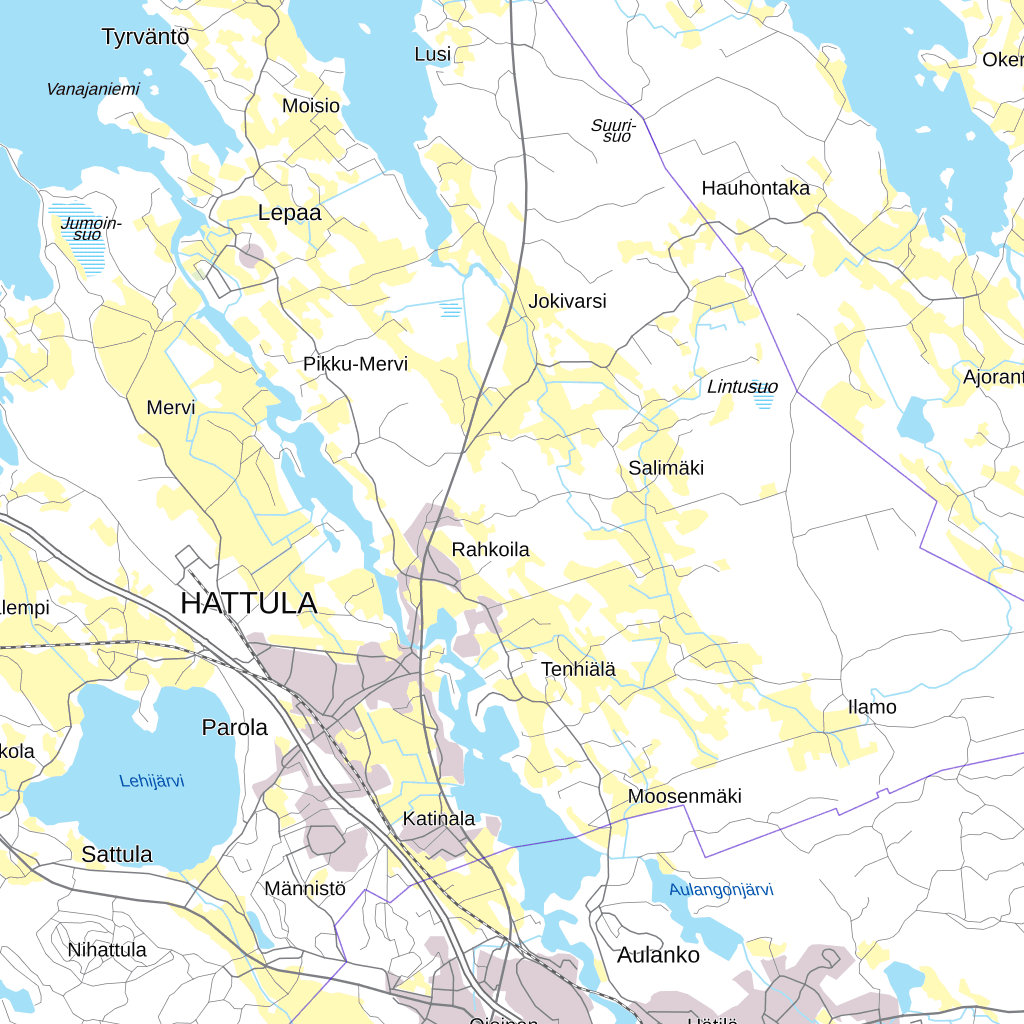 Tyrväntö
Lusi
Oker
Vanajaniemi
Moisio
Suuri-
suo
Hauhontaka
Lepaa
Jumoin-
suo
Jokivarsi
Pikku-Mervi
Lintusuo
Ajorant
Mervi
Salimäki
Rahkoila
HATTULA
lempi
Tenhiälä
Ilamo
Parola
kola
Lehijärvi
Moosenmäki
Katinala
Sattula
Männistö
Aulangonjärvi
Nihattula
Aulanko